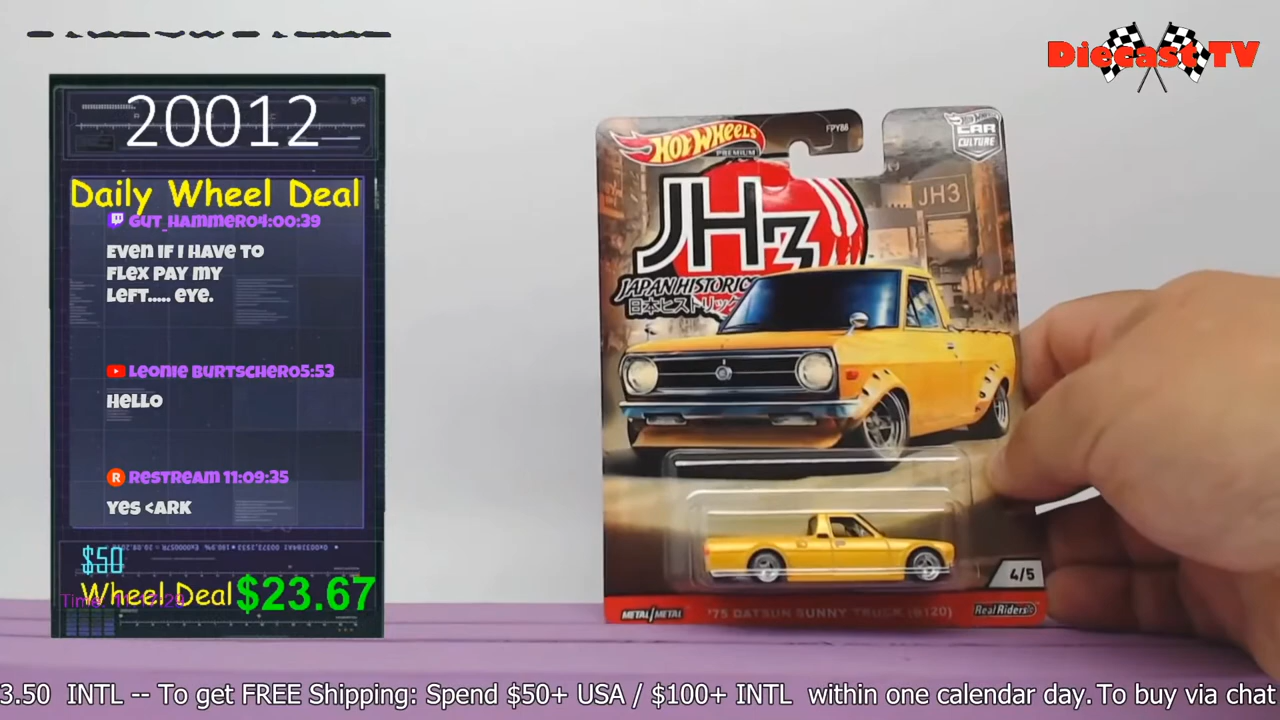 Diecast TV
20012
Daily Wheel Deal
GUT_HAMMER04:00:39
EVEN IF I HAVE TO
FLEX PAY MY
LEFT..... EYE.
LEONIE BURTSCHER05:53
HELLO
RESTREAM 11:09:35
YES <ARK
$50
Wheel Deal $23.67
HOT WHEELS
PREMIUM
FPY86
CAR
CULTURE
JH3
JH3
JAPAN HISTORIC
日本ヒストリック
4/5
METAL/METAL
'75 DATSUN SUNNY TRUCK (B120)
Real Riders
3.50 INTL -- To get FREE Shipping: Spend $50+ USA / $100+ INTL within one calendar day. To buy via chat